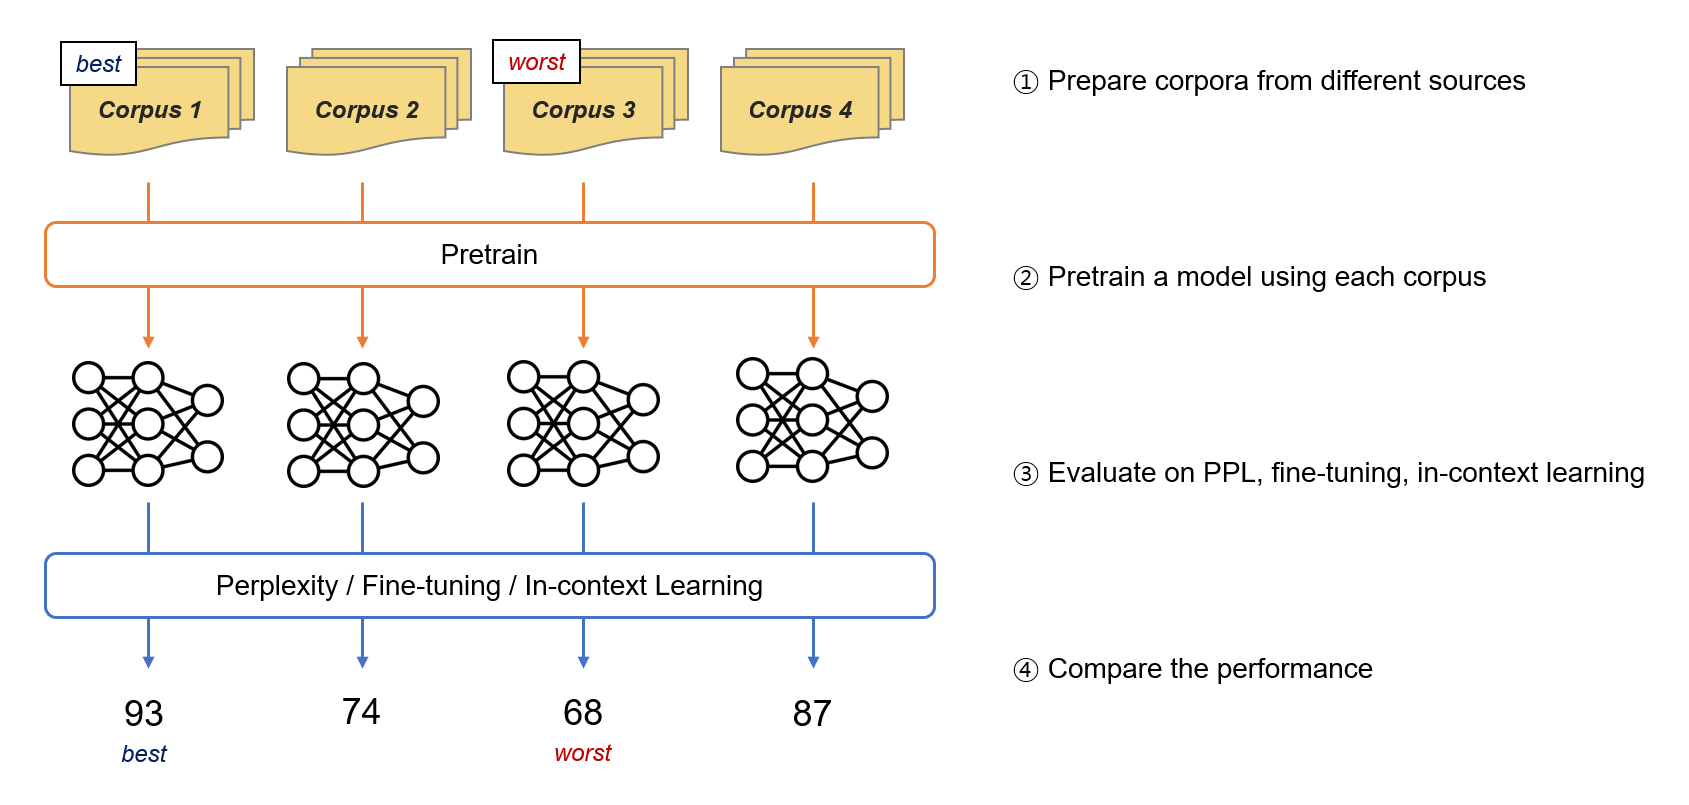 best
worst
Corpus 1
Corpus 2
Corpus 3
Corpus 4
① Prepare corpora from different sources
Pretrain
② Pretrain a model using each corpus
③ Evaluate on PPL, fine-tuning, in-context learning
Perplexity / Fine-tuning / In-context Learning
④ Compare the performance
93
74
68
87
best
worst